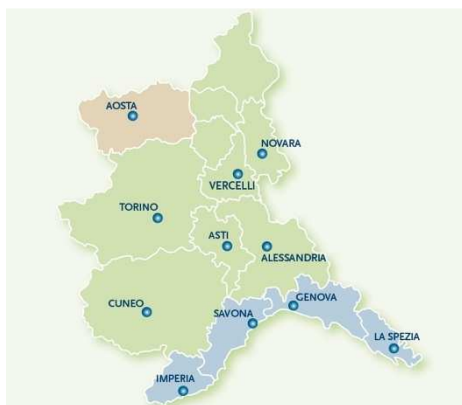 AOSTA
NOVARA
VERCELLI
TORINO
ASTI
ALESSANDRIA
CUNEO
GENOVA
SAVONA
LA SPEZIA
IMPERIA